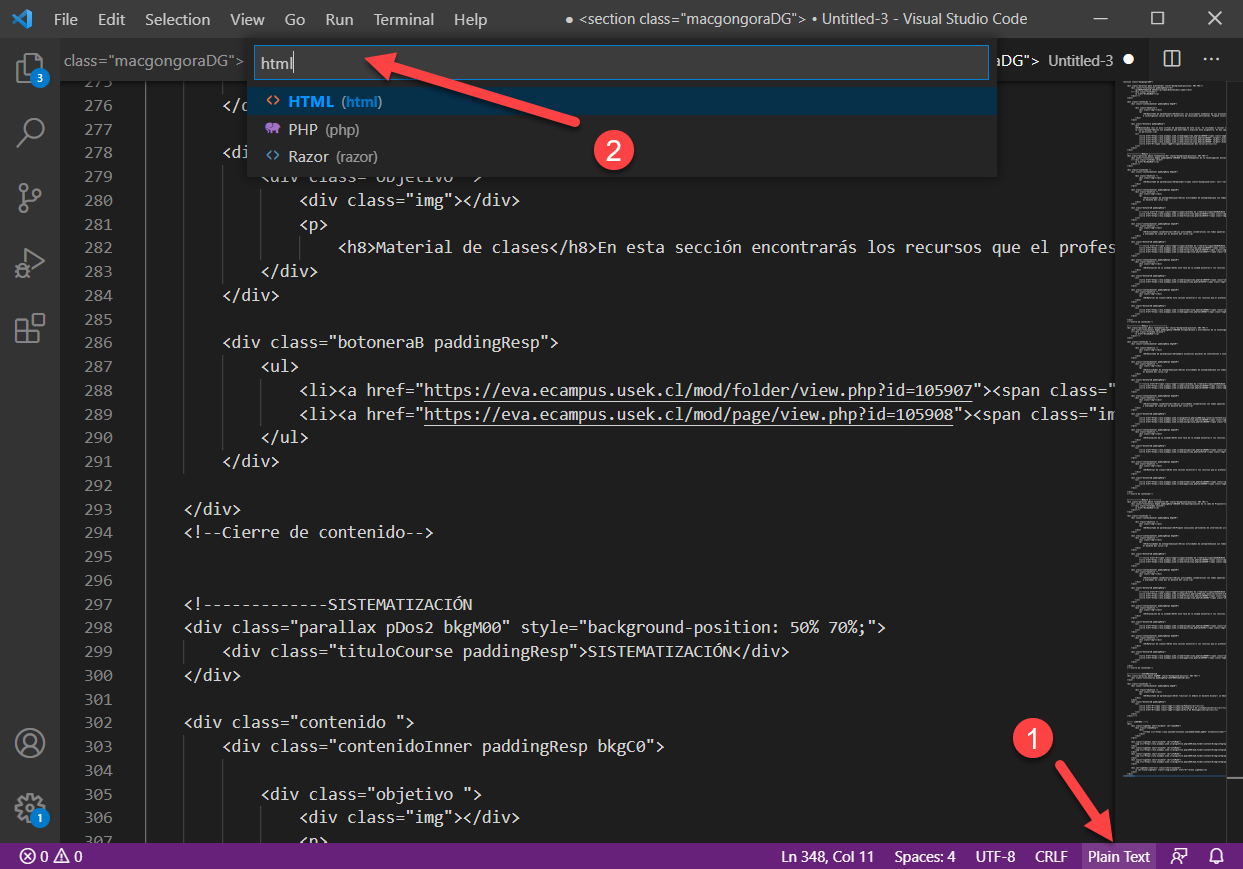 File Edit Selection View Go Run Terminal Help ● <section class="macgongoraDG"> • Untitled-3 - Visual Studio Code
class="macgongoraDG"> html aDG"> Untitled-3
HTML (html)
PHP (php)
Razor (razor)
3
2
275
276 </
277
278 <di
279 <div class="objetivo ">
280 <div class="img"></div>
281 <p>
282 <h8>Material de clases</h8>En esta sección encontrarás los recursos que el profes
283 </div>
284 </div>
285
286 <div class="botoneraB paddingResp">
287 <ul>
288 <li><a href="https://eva.ecampus.usek.cl/mod/folder/view.php?id=105907"><span class="
289 <li><a href="https://eva.ecampus.usek.cl/mod/page/view.php?id=105908"><span class="im
290 </ul>
291 </div>
292
293 </div>
294 <!--Cierre de contenido-->
295
296
297 <!-------------SISTEMATIZACIÓN
298 <div class="parallax pDos2 bkgM00" style="background-position: 50% 70%;">
299 <div class="tituloCourse paddingResp">SISTEMATIZACIÓN</div>
300 </div>
301
302 <div class="contenido ">
303 <div class="contenidoInner paddingResp bkgC0">
304
305 <div class="objetivo ">
306 <div class="img"></div>
307 <p>
1
1
0 0 Ln 348, Col 11 Spaces: 4 UTF-8 CRLF Plain Text